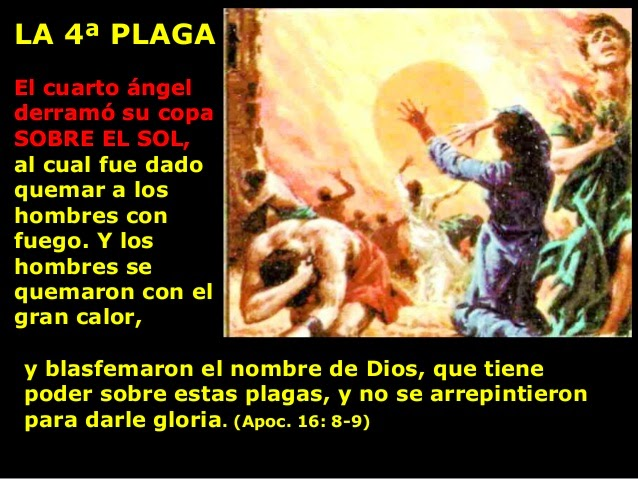 LA 4ª PLAGA
El cuarto ángel
derramó su copa
SOBRE EL SOL,
al cual fue dado
quemar a los
hombres con
fuego. Y los
hombres se
quemaron con el
gran calor,
y blasfemaron el nombre de Dios, que tiene
poder sobre estas plagas, y no se arrepintieron
para darle gloria. (Apoc. 16: 8-9)